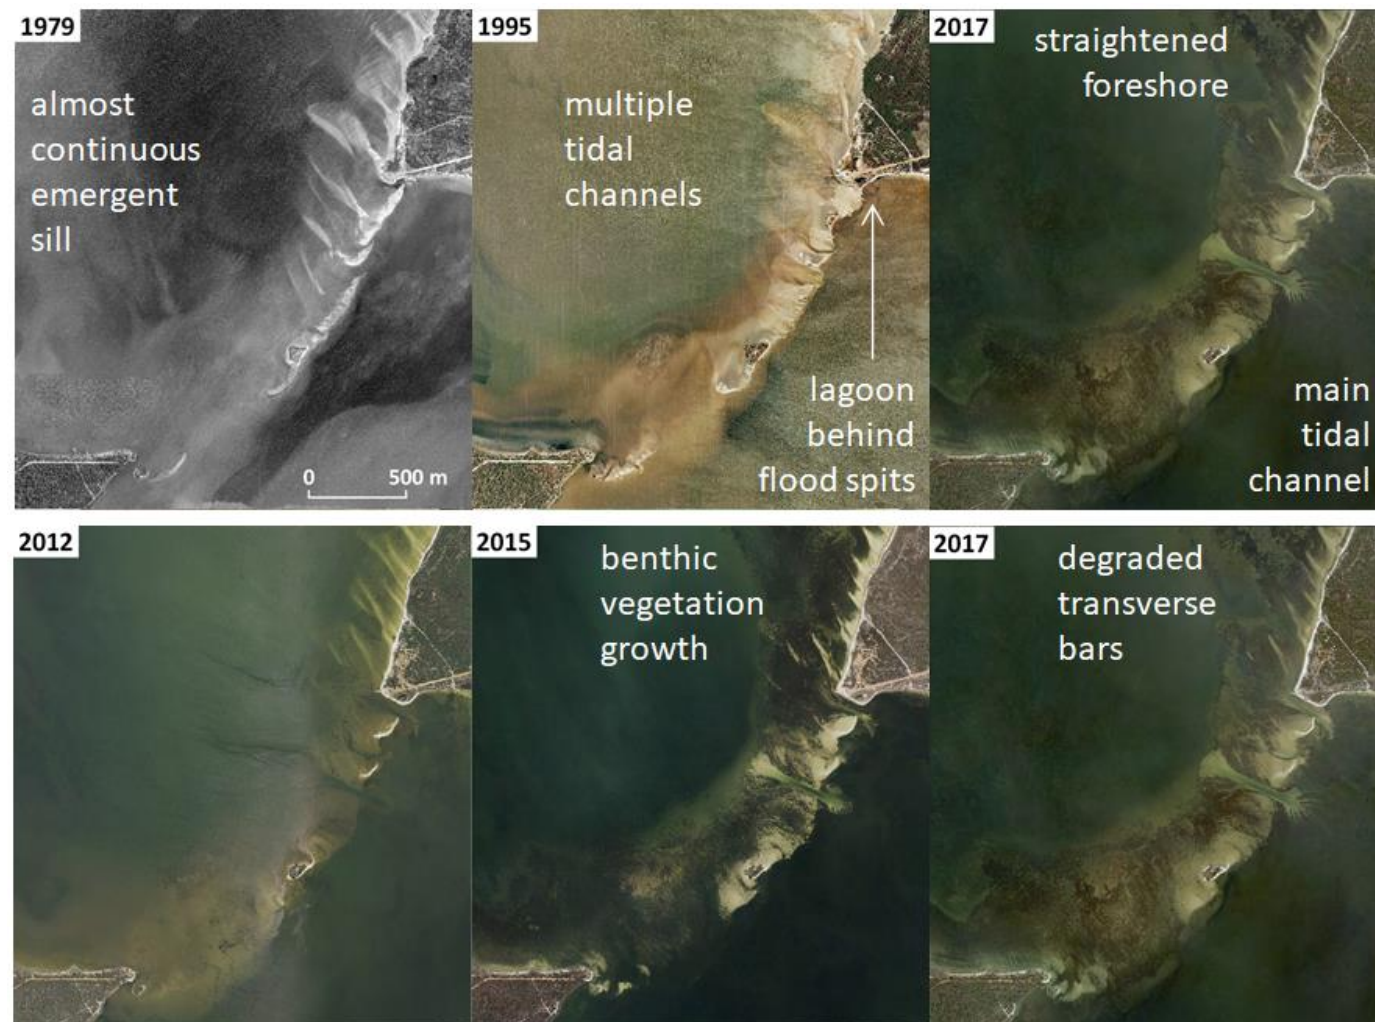 1979
almost
continuous
emergent
sill
0 500 m
1995
multiple
tidal
channels
lagoon
behind
flood spits
2017
straightened
foreshore
main
tidal
channel
2012
2015
benthic
vegetation
growth
2017
degraded
transverse
bars